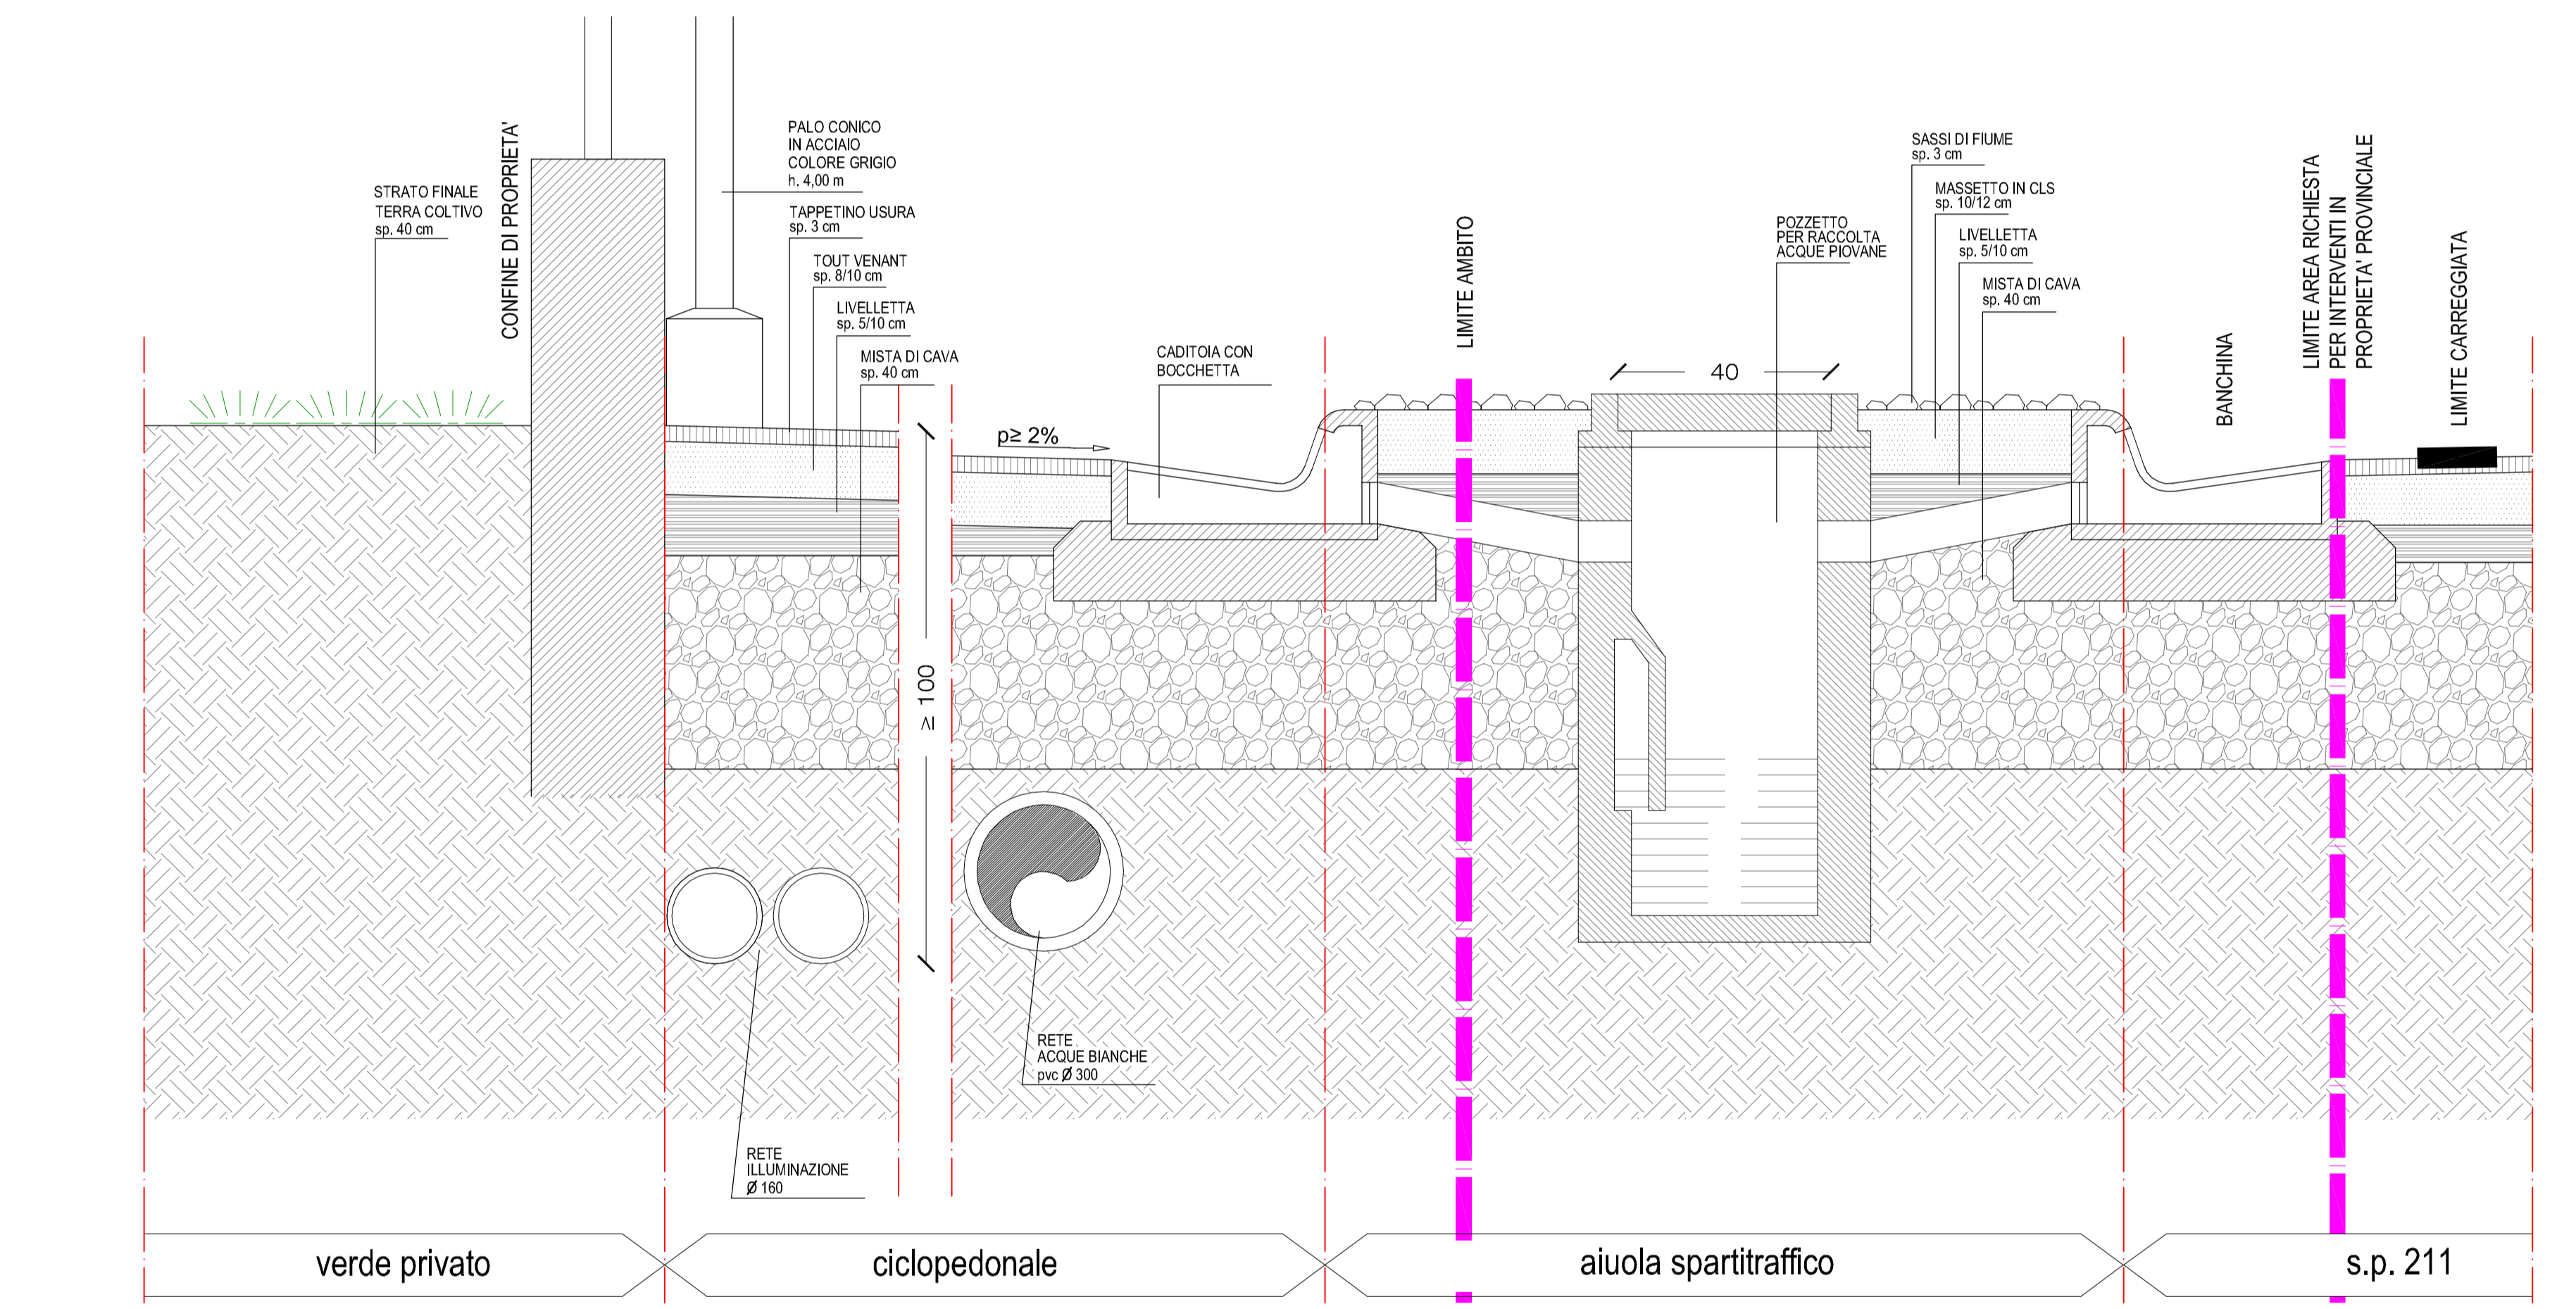 STRATO FINALE
TERRA COLTIVO
sp. 40 cm
CONFINE DI PROPRIETA'
PALO CONICO
IN ACCIAIO
COLORE GRIGIO
h. 4,00 m
TAPPETINO USURA
sp. 3 cm
TOUT VENANT
sp. 8/10 cm
LIVELLETTA
sp. 5/10 cm
MISTA DI CAVA
sp. 40 cm
p≥ 2%
CADITOIA CON
BOCCHETTA
≥ 100
LIMITE AMBITO
40
POZZETTO
PER RACCOLTA
ACQUE PIOVANE
SASSI DI FIUME
sp. 3 cm
MASSETTO IN CLS
sp. 10/12 cm
LIVELLETTA
sp. 5/10 cm
MISTA DI CAVA
sp. 40 cm
BANCHINA
LIMITE AREA RICHIESTA
PER INTERVENTI IN
PROPRIETA' PROVINCIALE
LIMITE CARREGGIATA
RETE
ACQUE BIANCHE
pvc Ø 300
RETE
ILLUMINAZIONE
Ø 160
verde privato
ciclopedonale
aiuola spartitraffico
s.p. 211